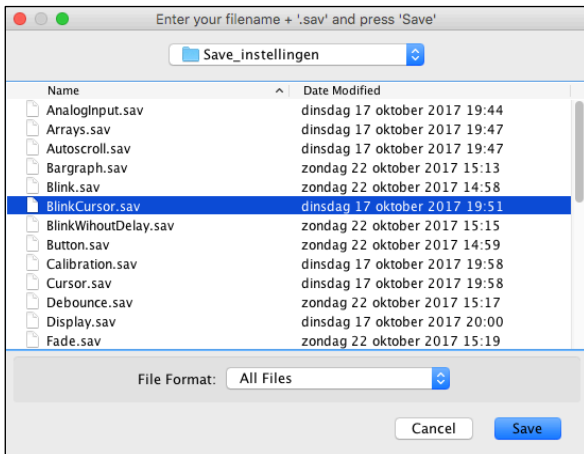 Enter your filename + '.sav' and press 'Save'
Save_instellingen
Name Date Modified
AnalogInput.sav dinsdag 17 oktober 2017 19:44
Arrays.sav dinsdag 17 oktober 2017 19:47
Autoscroll.sav dinsdag 17 oktober 2017 19:47
Bargraph.sav zondag 22 oktober 2017 15:13
Blink.sav zondag 22 oktober 2017 14:58
BlinkCursor.sav dinsdag 17 oktober 2017 19:51
BlinkWihoutDelay.sav zondag 22 oktober 2017 15:15
Button.sav zondag 22 oktober 2017 14:59
Calibration.sav dinsdag 17 oktober 2017 19:58
Cursor.sav dinsdag 17 oktober 2017 19:58
Debounce.sav zondag 22 oktober 2017 15:17
Display.sav dinsdag 17 oktober 2017 20:00
Fade.sav zondag 22 oktober 2017 15:19
File Format: All Files
Cancel Save